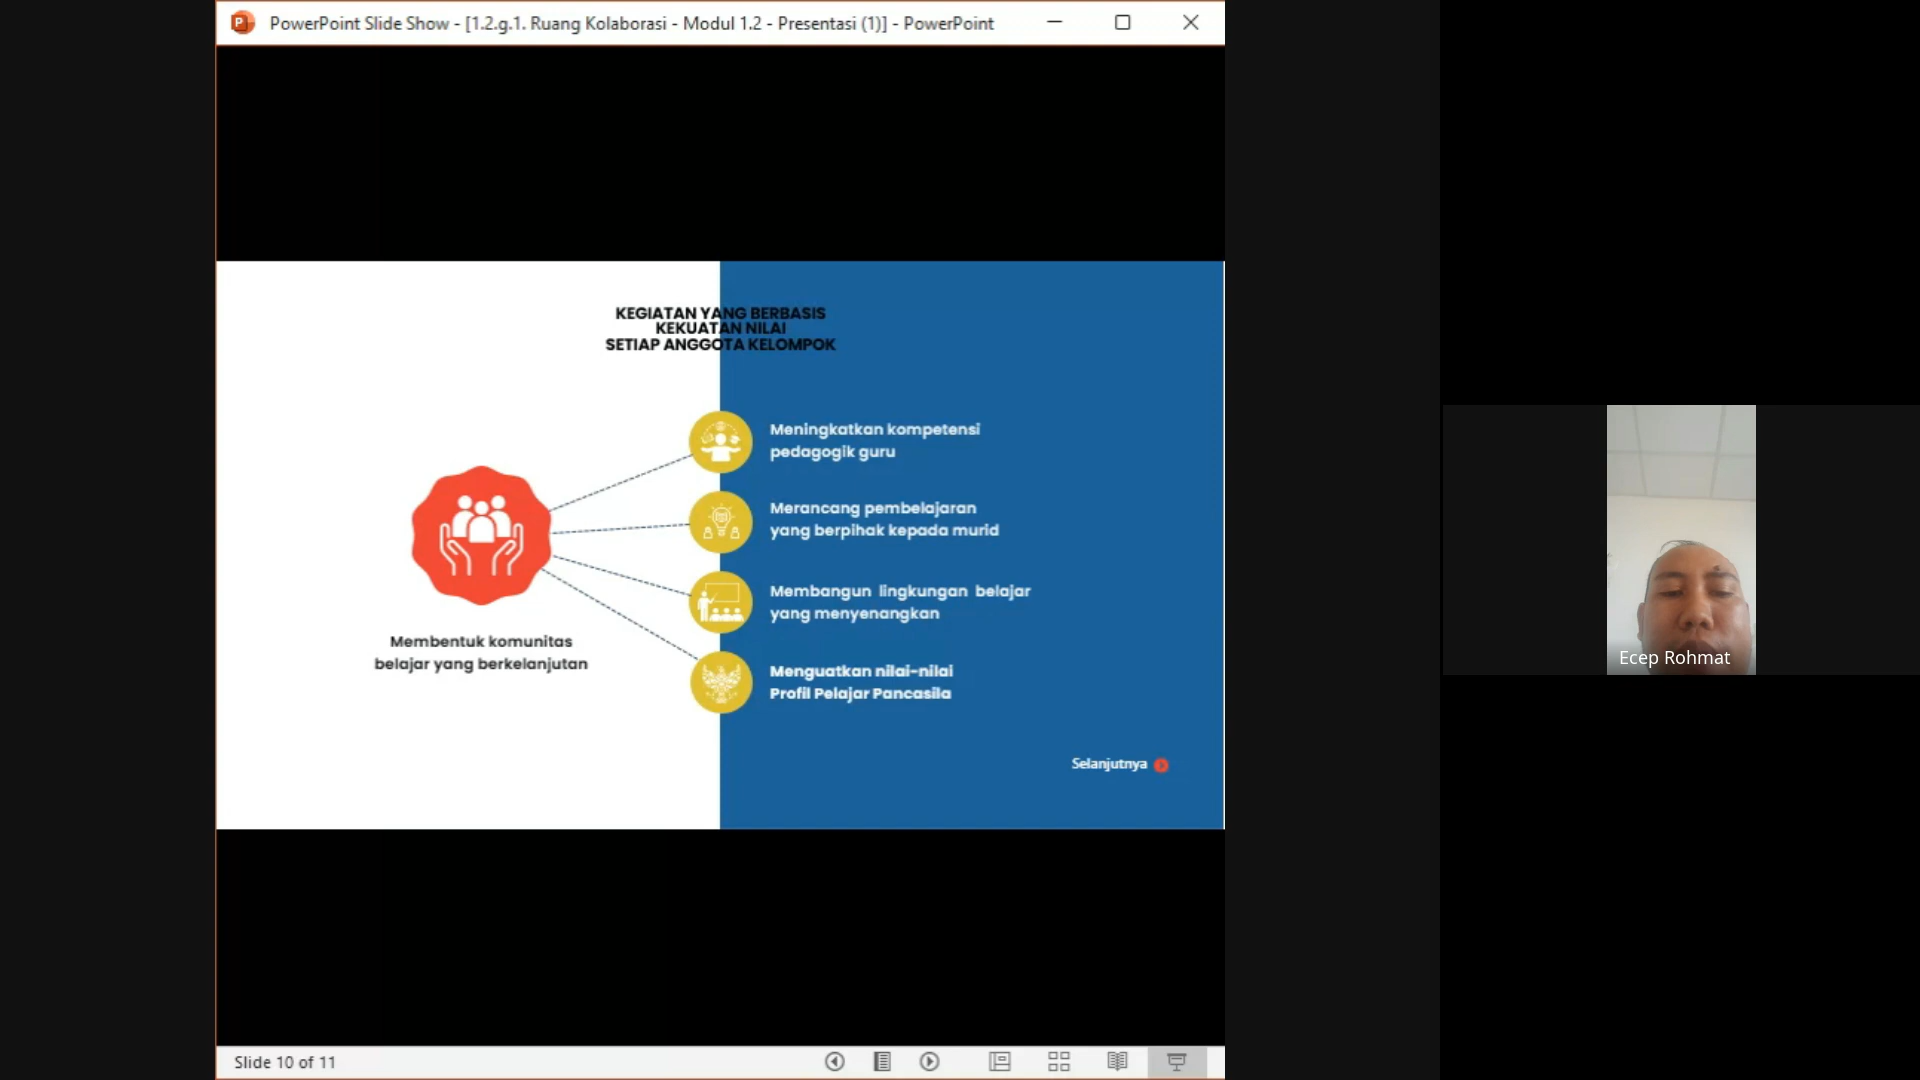 PowerPoint Slide Show - [1.2.g.1. Ruang Kolaborasi - Modul 1.2 - Presentasi (1)] - PowerPoint
KEGIATAN YANG BERBASIS
KEKUATAN NILAI
SETIAP ANGGOTA KELOMPOK
Membentuk komunitas
belajar yang berkelanjutan
Meningkatkan kompetensi
pedagogik guru
Merancang pembelajaran
yang berpihak kepada murid
Membangun lingkungan belajar
yang menyenangkan
Menguatkan nilai-nilai
Profil Pelajar Pancasila
Selanjutnya
Ecep Rohmat
Slide 10 of 11